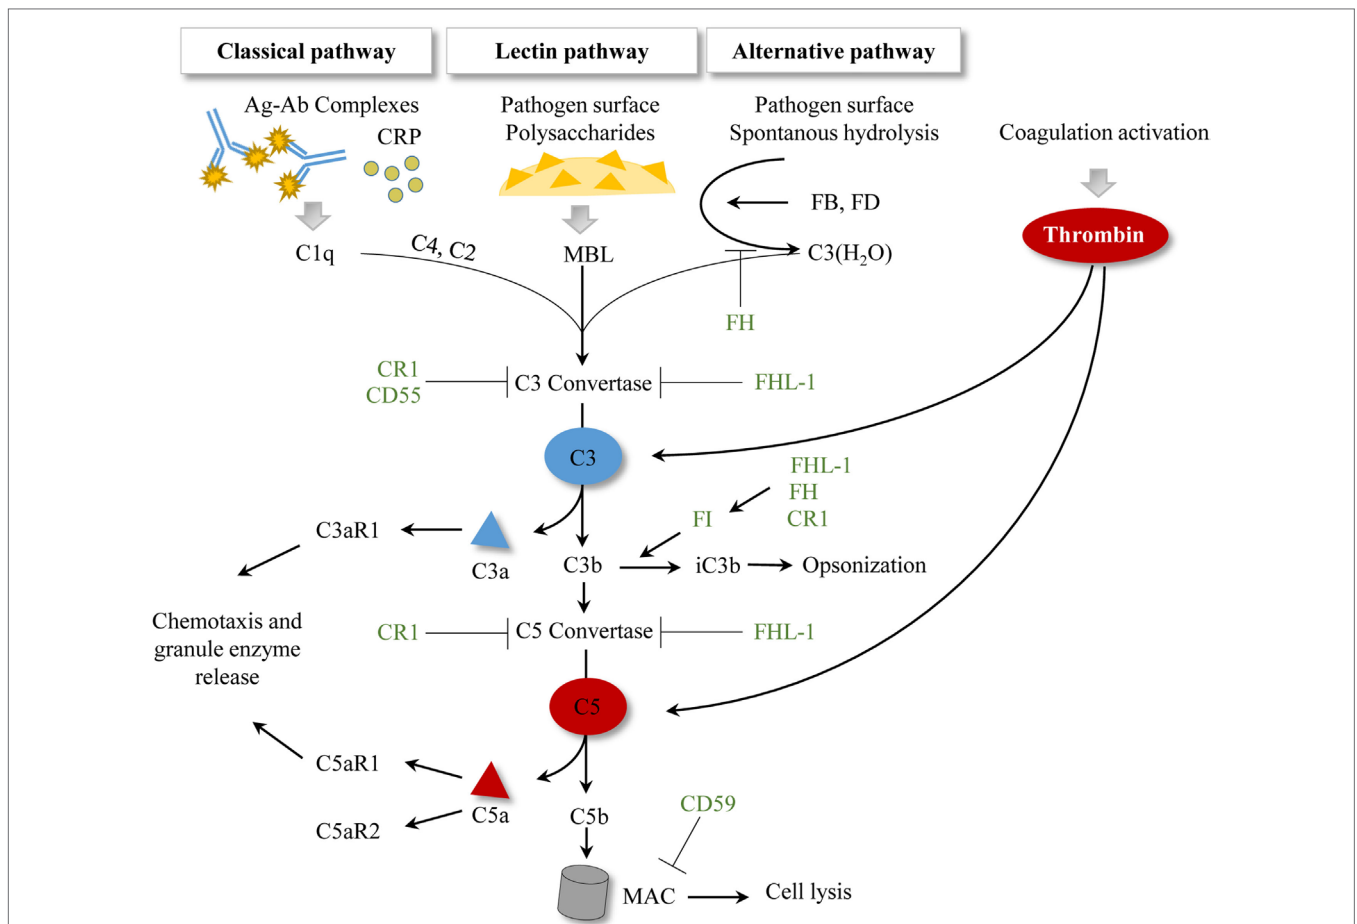 Classical pathway
Lectin pathway
Alternative pathway
Ag-Ab Complexes
CRP
Pathogen surface
Polysaccharides
Pathogen surface
Spontanous hydrolysis
Coagulation activation
FB, FD
Thrombin
C1q
C4, C2
MBL
C3(H₂O)
FH
CR1
CD55
C3 Convertase
FHL-1
C3
FHL-1
FH
CR1
FI
C3aR1
C3a
C3b
iC3b
Opsonization
Chemotaxis and
granule enzyme
release
CR1
C5 Convertase
FHL-1
C5
C5aR1
C5a
C5aR2
C5b
CD59
MAC
Cell lysis